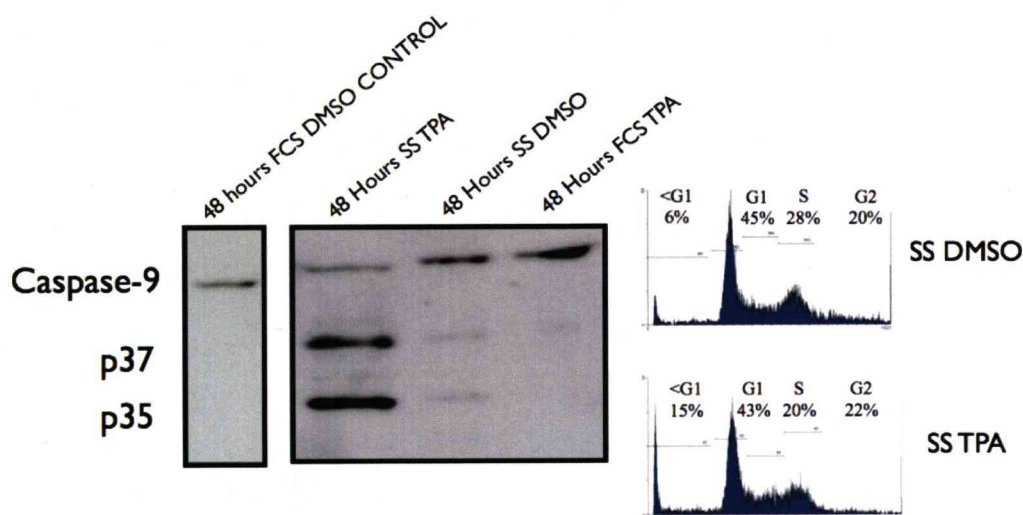 48 hours FCS DMSO CONTROL
48 Hours SS TPA
48 Hours SS DMSO
48 Hours FCS TPA
Caspase-9
p37
p35
<G1 G1 S G2
6% 45% 28% 20%
SS DMSO
<G1 G1 S G2
15% 43% 20% 22%
SS TPA